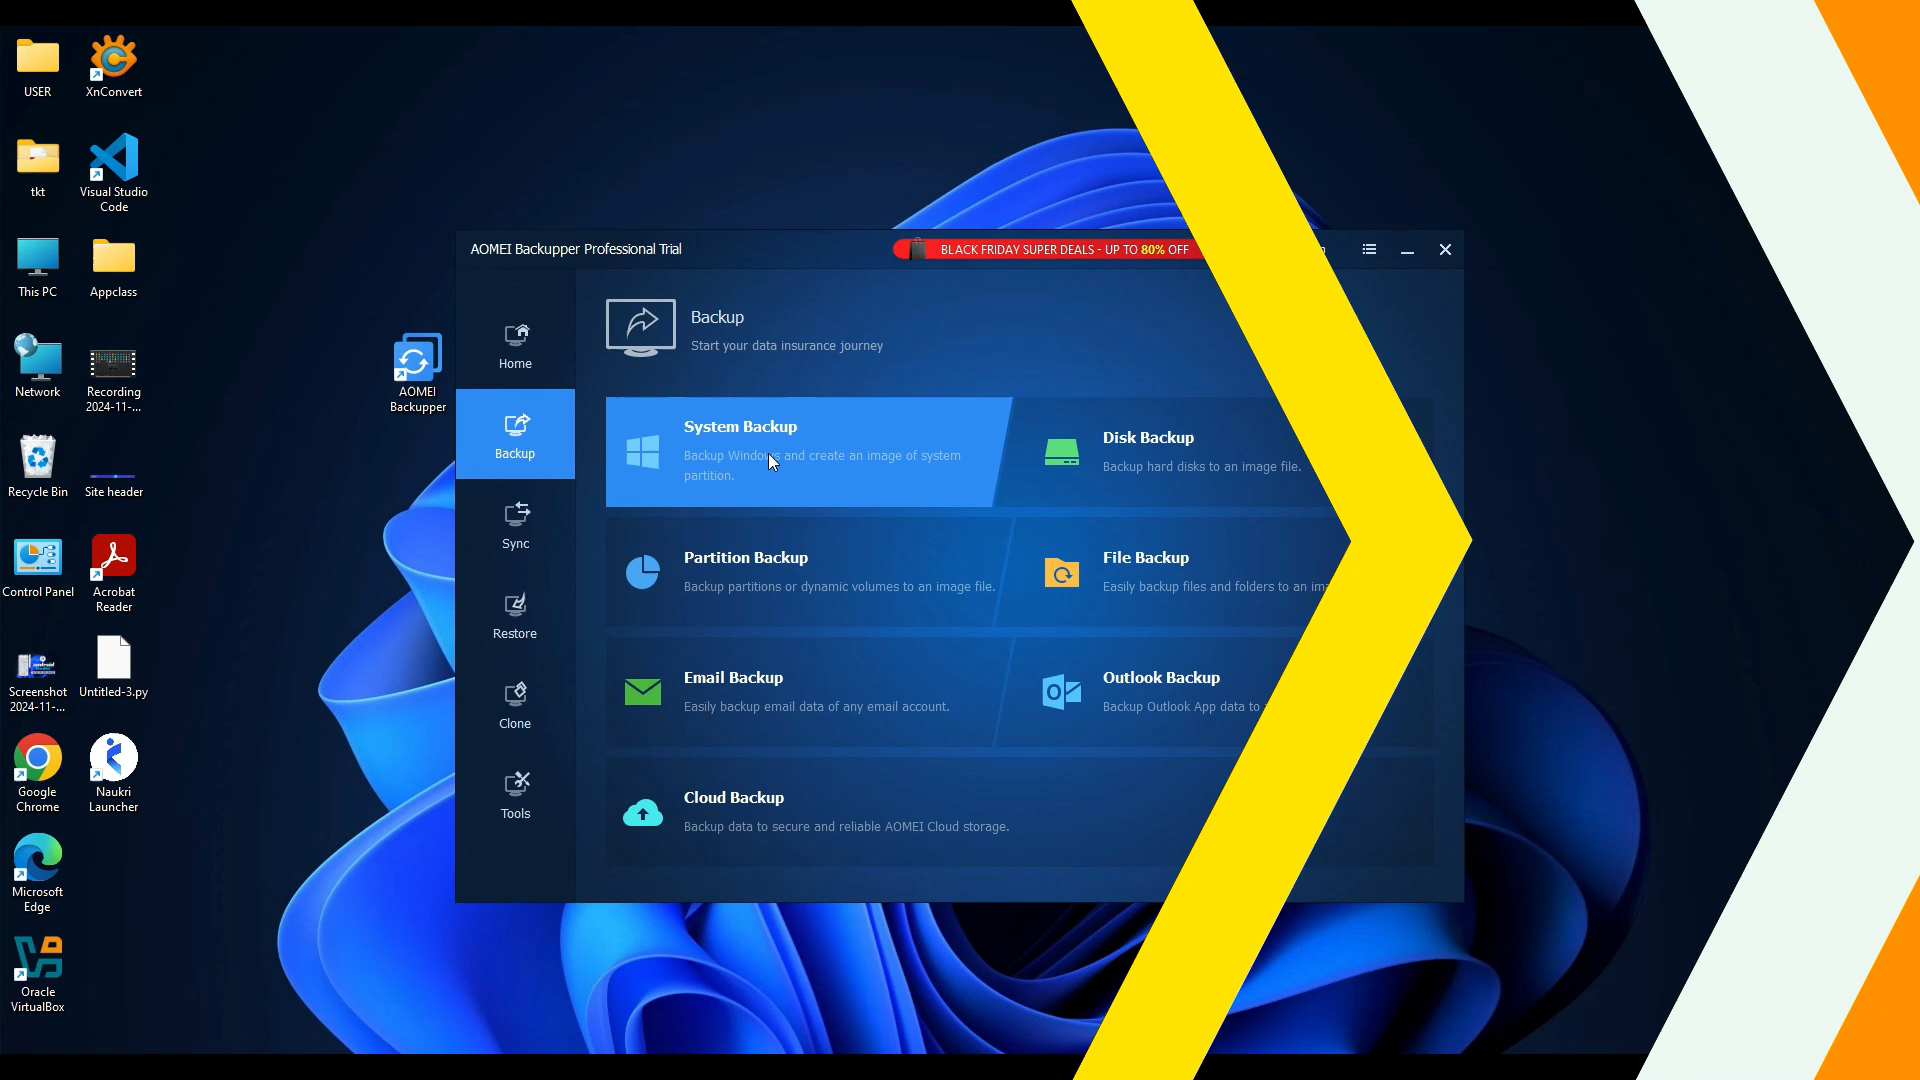 USER
XnConvert
tkt
Visual Studio
Code
This PC
Appclass
Network
Recording
2024-11-...
Recycle Bin
Site header
Control Panel
Acrobat
Reader
Screenshot
2024-11-...
Untitled-3.py
Google
Chrome
Naukri
Launcher
Microsoft
Edge
Oracle
VirtualBox
AOMEI
Backupper
AOMEI Backupper Professional Trial
BLACK FRIDAY SUPER DEALS - UP TO 80% OFF
Home
Backup
Sync
Restore
Clone
Tools
Backup
Start your data insurance journey
System Backup
Backup Windows and create an image of system
partition.
Disk Backup
Backup hard disks to an image file.
Partition Backup
Backup partitions or dynamic volumes to an image file.
File Backup
Easily backup files and folders to an
Email Backup
Easily backup email data of any email account.
Outlook Backup
Backup Outlook App data to
Cloud Backup
Backup data to secure and reliable AOMEI Cloud storage.